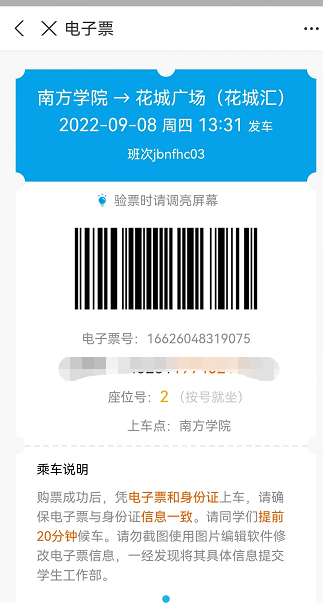 电子票
南方学院 → 花城广场（花城汇）
2022-09-08 周四 13:31 发车
班次jbnfhc03
验票时请调亮屏幕
电子票号：16626048319075
座位号：2 （按号就坐）
上车点：南方学院
乘车说明
购票成功后，凭电子票和身份证上车，请确
保电子票与身份证信息一致。请同学们提前
20分钟候车。请勿截图使用图片编辑软件修
改电子票信息，一经发现将其具体信息提交
学生工作部。